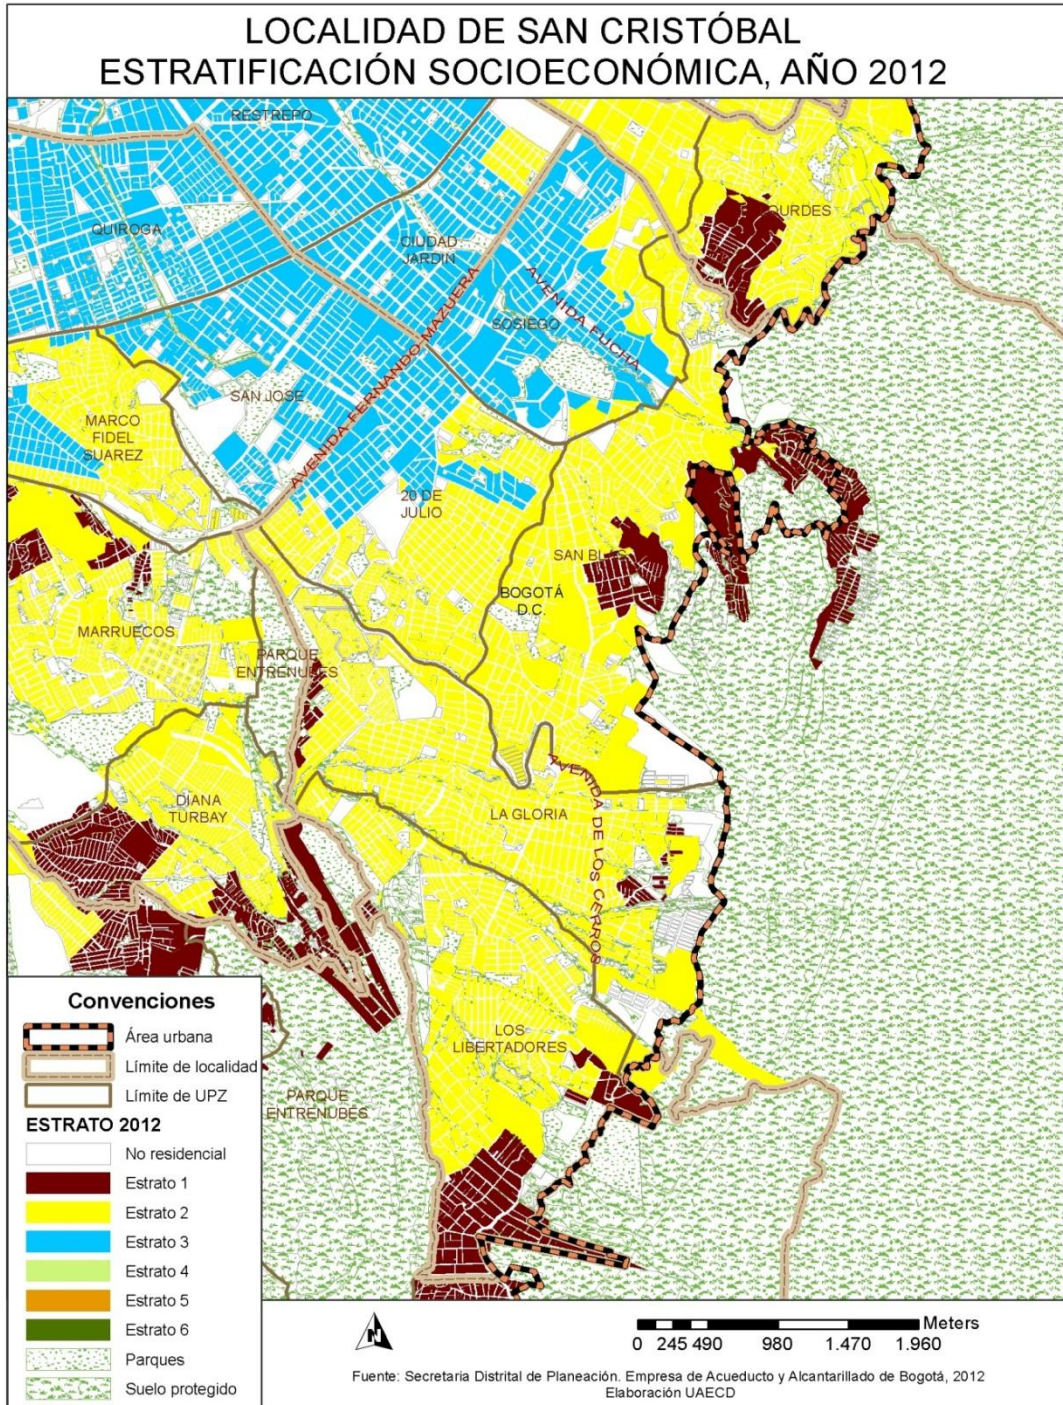 LOCALIDAD DE SAN CRISTÓBAL
ESTRATIFICACIÓN SOCIOECONÓMICA, AÑO 2012
RESTREPO
LOURDES
QUIROGA
CIUDAD
JARDIN
AVENIDA FUCHA
SOSIEGO
AVENIDA FERNANDO MAZUERA
SAN JOSE
MARCO
FIDEL
SUAREZ
20 DE
JULIO
SAN BLAS
BOGOTÁ
D.C.
MARRUECOS
PARQUE
ENTRENUBES
DIANA
TURBAY
LA GLORIA
AVENIDA DE LOS CERROS
LOS
LIBERTADORES
PARQUE
ENTRENUBES
Convenciones
Área urbana
Límite de localidad
Límite de UPZ
ESTRATO 2012
No residencial
Estrato 1
Estrato 2
Estrato 3
Estrato 4
Estrato 5
Estrato 6
Parques
Suelo protegido
N
Meters
0 245 490 980 1.470 1.960
Fuente: Secretaria Distrital de Planeación. Empresa de Acueducto y Alcantarillado de Bogotá, 2012
Elaboración UAECD